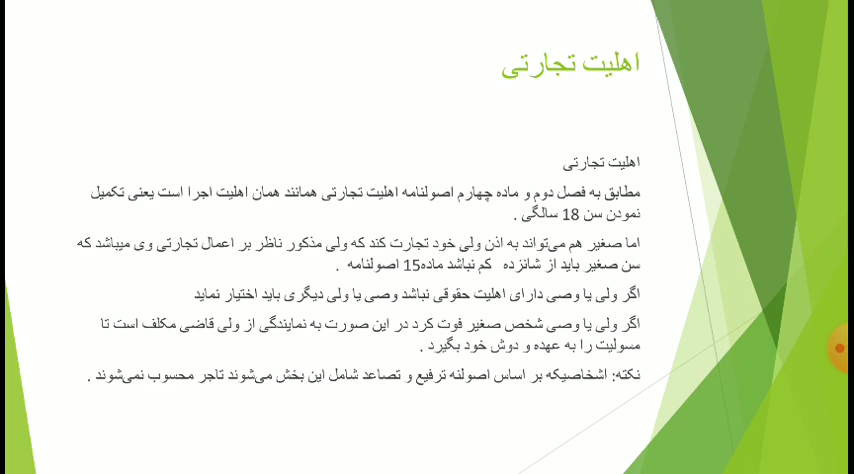 اهلیت تجارتی
اهلیت تجارتی
مطابق به فصل دوم و ماده چهارم اصولنامه اهلیت تجارتی همانند همان اهلیت اجرا است یعنی تکمیل
نمودن سن 18 سالگی .
اما صغیر هم می‌تواند به اذن ولی خود تجارت کند که ولی مذکور ناظر بر اعمال تجارتی وی میباشد که
سن صغیر باید از شانزده کم نباشد ماده15 اصولنامه .
اگر ولی یا وصی دارای اهلیت حقوقی نباشد وصی یا ولی دیگری باید اختیار نماید
اگر ولی یا وصی شخص صغیر فوت کرد در این صورت به نمایندگی از ولی قاضی مکلف است تا
مسولیت را به عهده و دوش خود بگیرد .
نکته: اشخاصیکه بر اساس اصولنه ترفیع و تصاعد شامل این بخش می‌شوند تاجر محسوب نمی‌شوند .